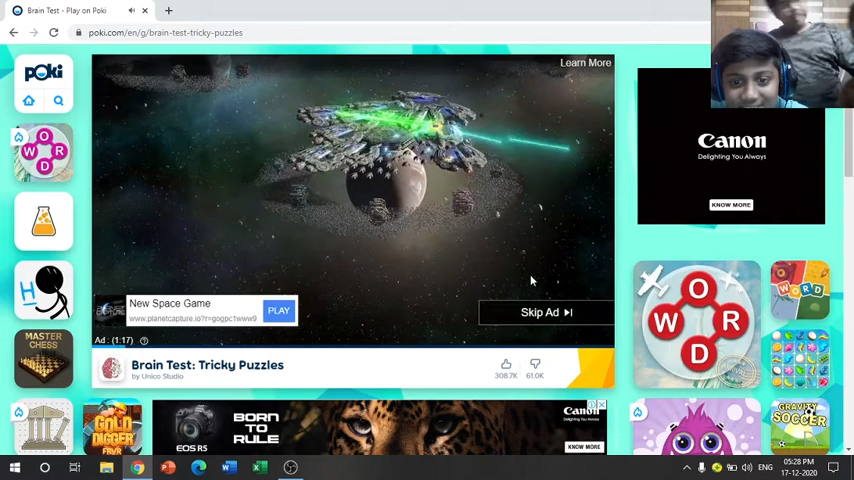 Brain Test - Play on Poki
poki.com/en/g/brain-test-tricky-puzzles
Learn More
poki
W O R D
H
MASTER
CHESS
New Space Game
www.planetcapture.io?r=gogpc1www9
PLAY
Skip Ad
Ad : (1:17)
Brain Test: Tricky Puzzles
by Unico Studio
308.7K
61.0K
Canon
Delighting You Always
KNOW MORE
W O R D
WORD
GOLD
DIGGER
FRVR
EOS R5
BORN
TO
RULE
Canon
KNOW MORE
GRAVITY
SOCCER
ENG
05:28 PM
17-12-2020